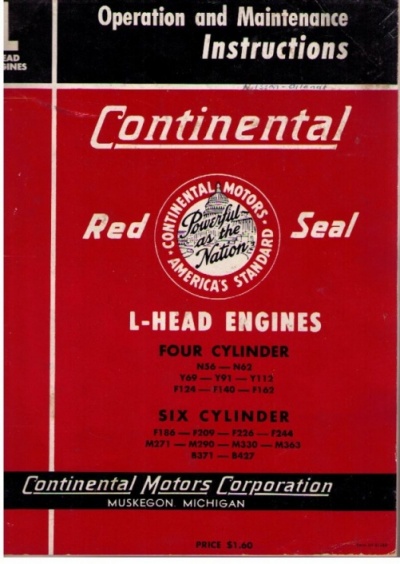 L
EAD
GINES
Operation and Maintenance
Instructions
Continental
Red Seal
CONTINENTAL MOTORS
Powerful
as the
Nation
AMERICA'S STANDARD
L-HEAD ENGINES
FOUR CYLINDER
N56 — N62
Y69 — Y91 — Y112
F124 — F140 — F162
SIX CYLINDER
F186 — F209 — F226 — F244
M271 — M290 — M330 — M363
B371 — B427
Continental Motors Corporation
MUSKEGON, MICHIGAN
PRICE $1.60